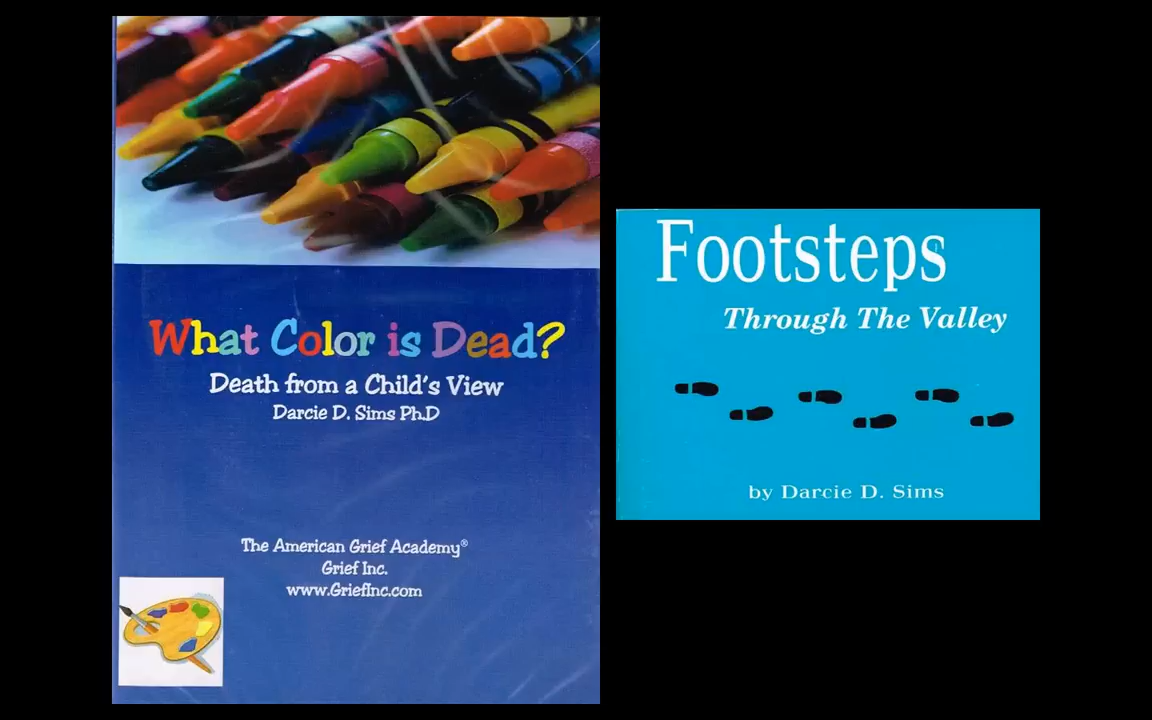 What Color is Dead?
Death from a Child's View
Darcie D. Sims Ph.D
The American Grief Academy®
Grief Inc.
www.GriefInc.com
Footsteps
Through The Valley
by Darcie D. Sims